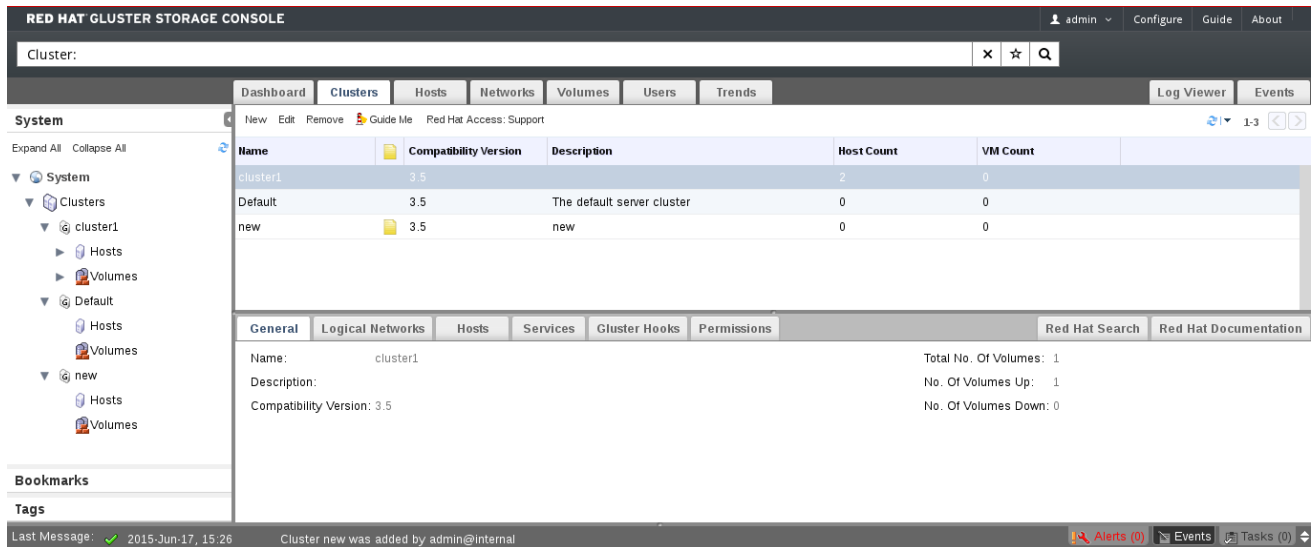 RED HAT GLUSTER STORAGE CONSOLE
admin Configure Guide About
Cluster:
Dashboard Clusters Hosts Networks Volumes Users Trends Log Viewer Events
System
New Edit Remove Guide Me Red Hat Access: Support 1-3
Expand All Collapse All
Name Compatibility Version Description Host Count VM Count
System
cluster1 3.5 2 0
Clusters
Default 3.5 The default server cluster 0 0
cluster1
new 3.5 new 0 0
Hosts
Volumes
Default
Hosts
Volumes
new
Hosts
Volumes
General Logical Networks Hosts Services Gluster Hooks Permissions Red Hat Search Red Hat Documentation
Name: cluster1 Total No. Of Volumes: 1
Description: No. Of Volumes Up: 1
Compatibility Version: 3.5 No. Of Volumes Down: 0
Bookmarks
Tags
Last Message: 2015-Jun-17, 15:26 Cluster new was added by admin@internal Alerts (0) Events Tasks (0)